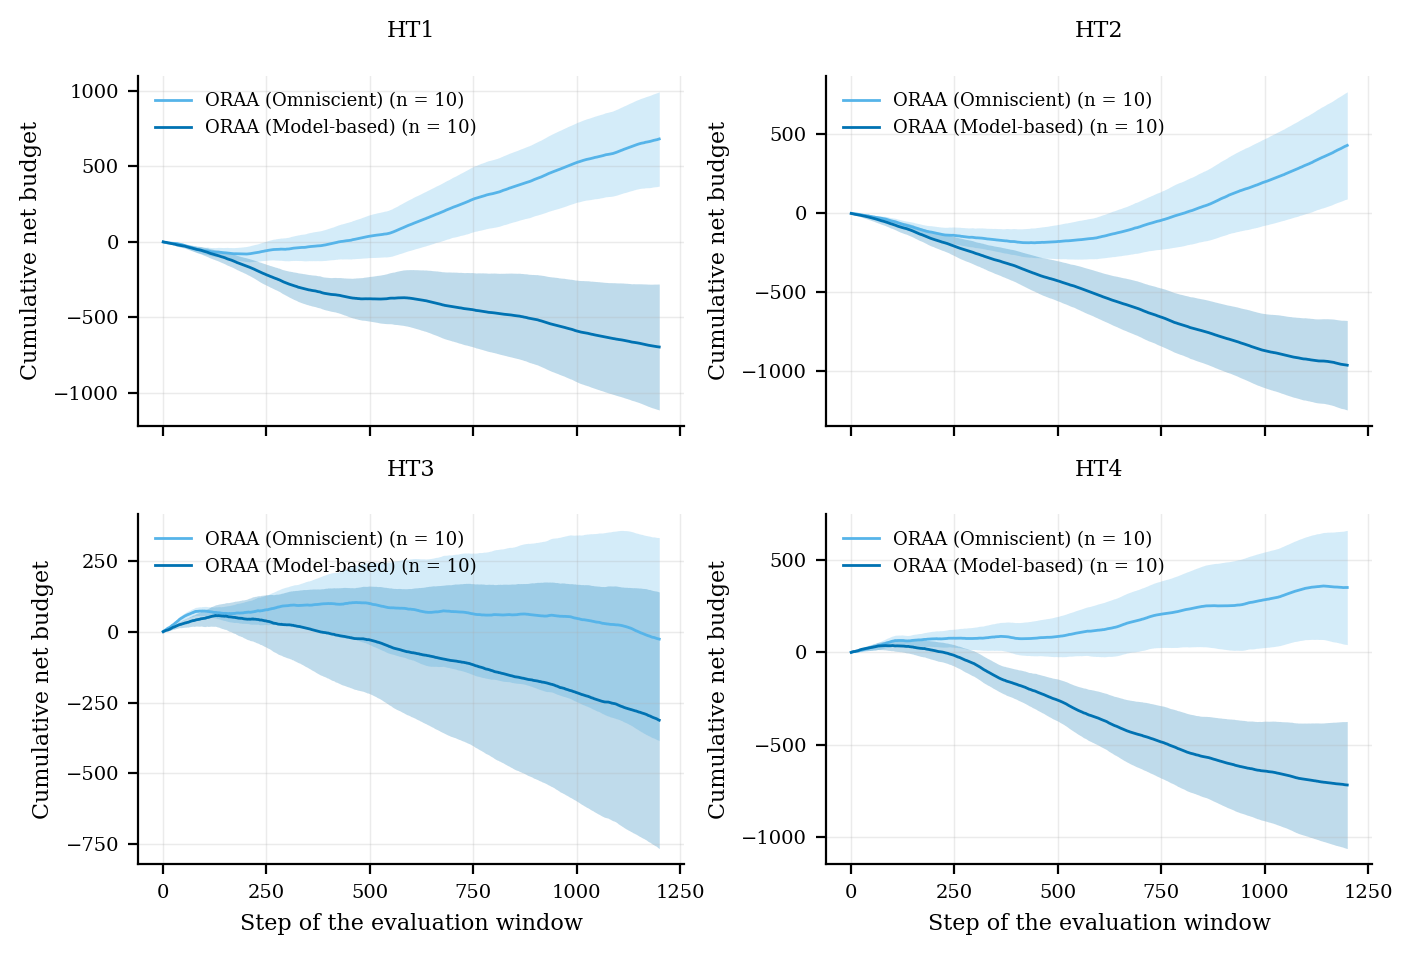 HT1
Cumulative net budget
1000
500
0
−500
−1000
ORAA (Omniscient) (n = 10)
ORAA (Model-based) (n = 10)
HT2
Cumulative net budget
500
0
−500
−1000
ORAA (Omniscient) (n = 10)
ORAA (Model-based) (n = 10)
HT3
Cumulative net budget
250
0
−250
−500
−750
ORAA (Omniscient) (n = 10)
ORAA (Model-based) (n = 10)
0 250 500 750 1000 1250
Step of the evaluation window
HT4
Cumulative net budget
500
0
−500
−1000
ORAA (Omniscient) (n = 10)
ORAA (Model-based) (n = 10)
0 250 500 750 1000 1250
Step of the evaluation window